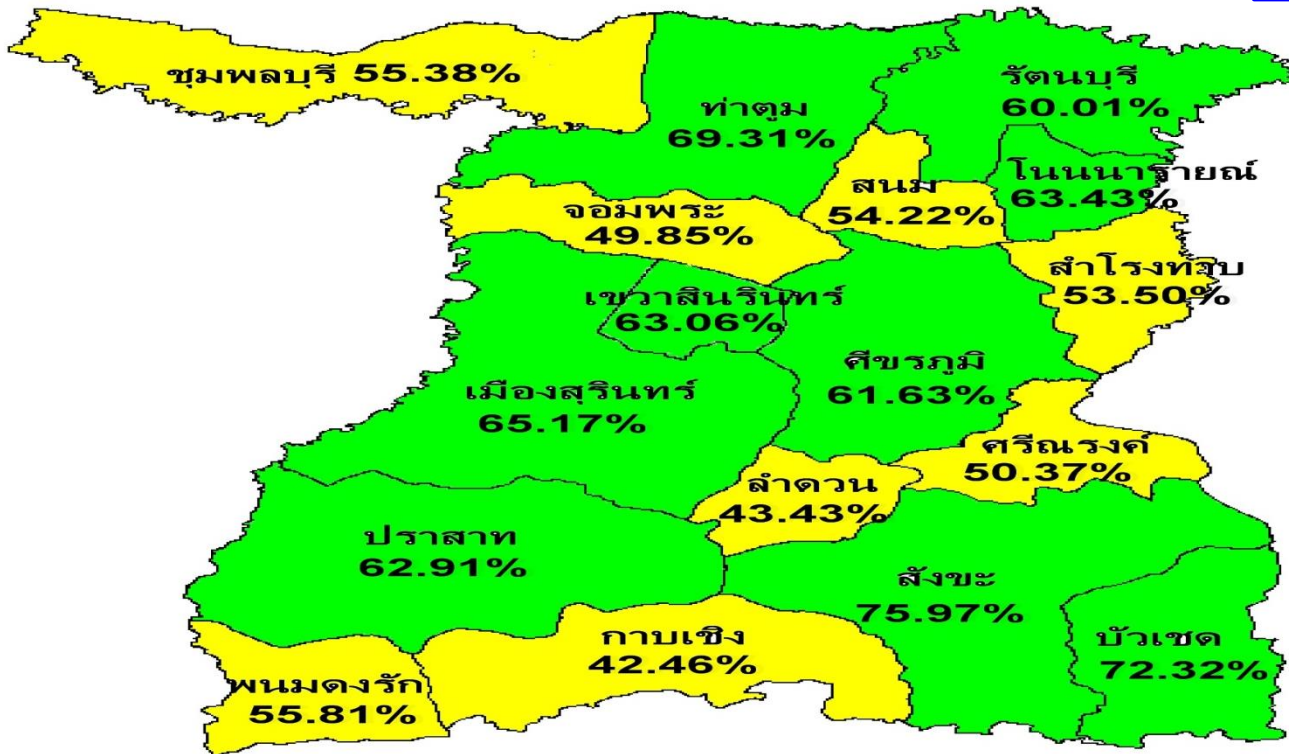 ชุมพลบุรี 55.38%
ท่าตูม
69.31%
รัตนบุรี
60.01%
โนนนารายณ์
63.43%
สนม
54.22%
จอมพระ
49.85%
สำโรงทาบ
53.50%
เขวาสินรินทร์
63.06%
ศีขรภูมิ
61.63%
เมืองสุรินทร์
65.17%
ศรีณรงค์
50.37%
ลำดวน
43.43%
ปราสาท
62.91%
สังขะ
75.97%
บัวเชด
72.32%
กาบเชิง
42.46%
พนมดงรัก
55.81%